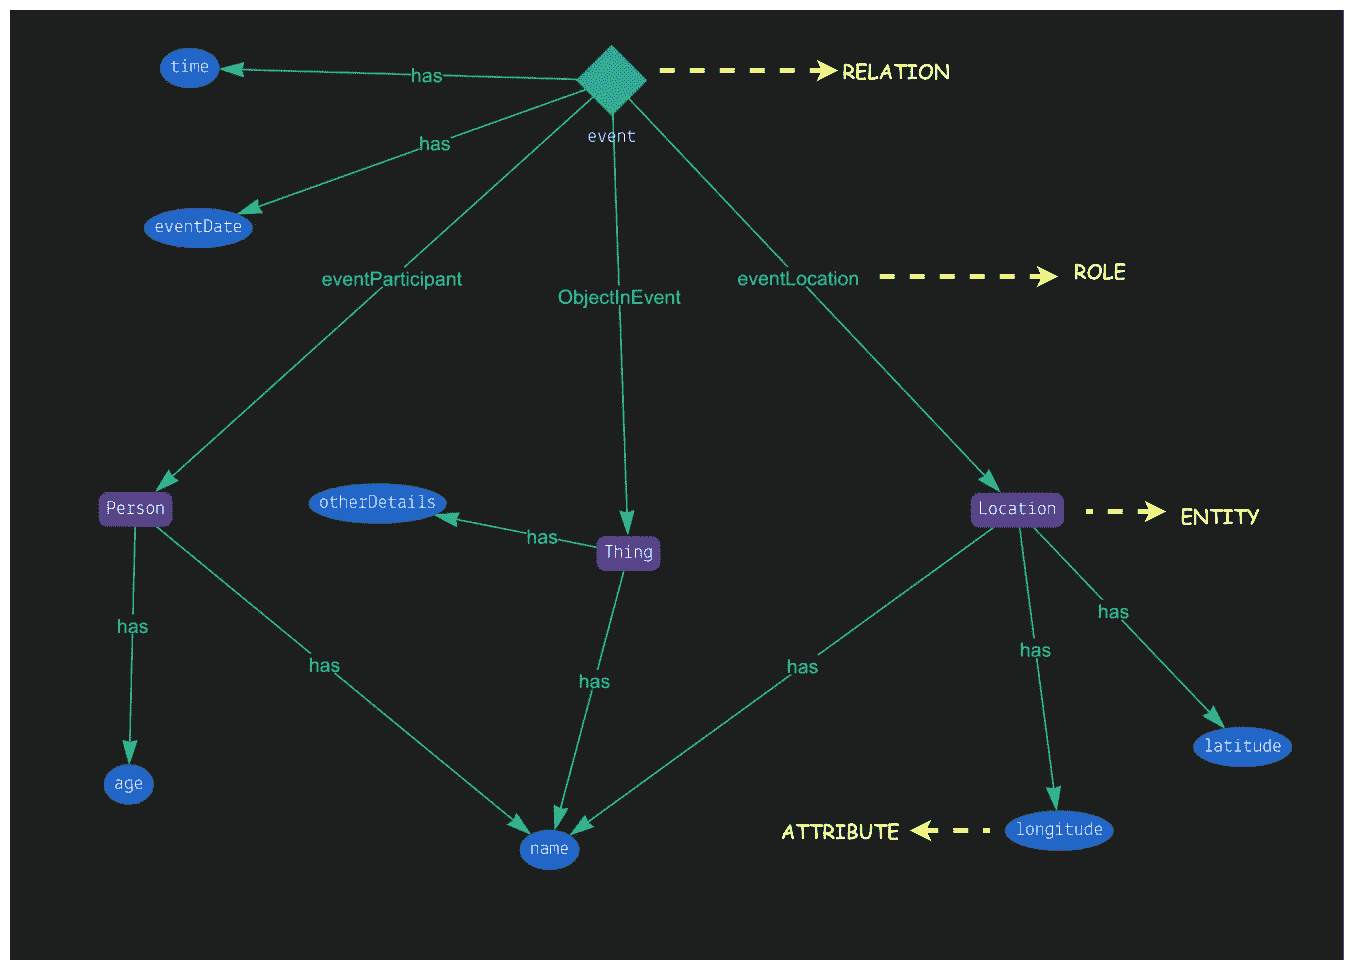 time
has
RELATION
event
has
eventDate
eventParticipant
ObjectInEvent
eventLocation
ROLE
Person
otherDetails
has
Thing
Location
ENTITY
has
has
has
has
has
has
age
name
ATTRIBUTE
longitude
latitude